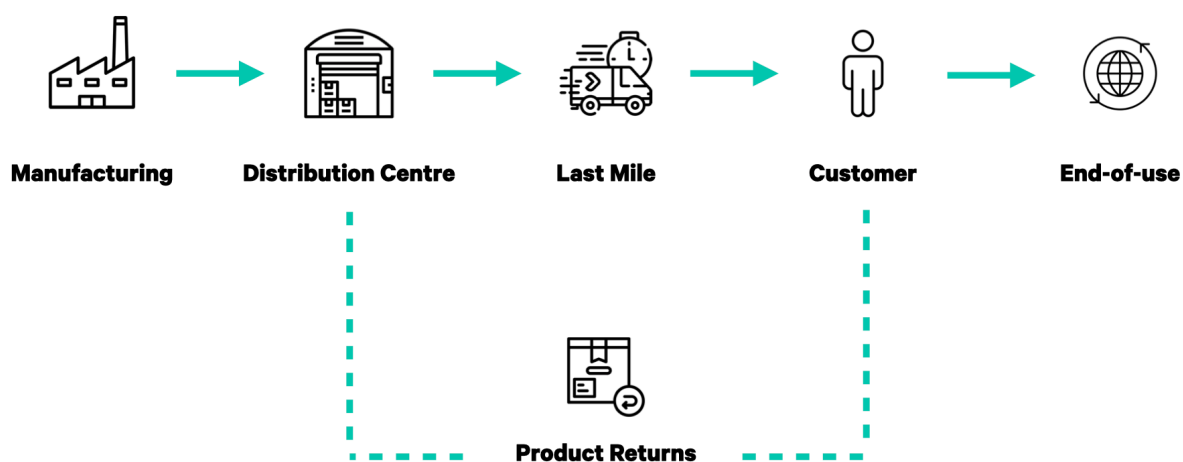 Manufacturing
Distribution Centre
Last Mile
Customer
End-of-use
Product Returns